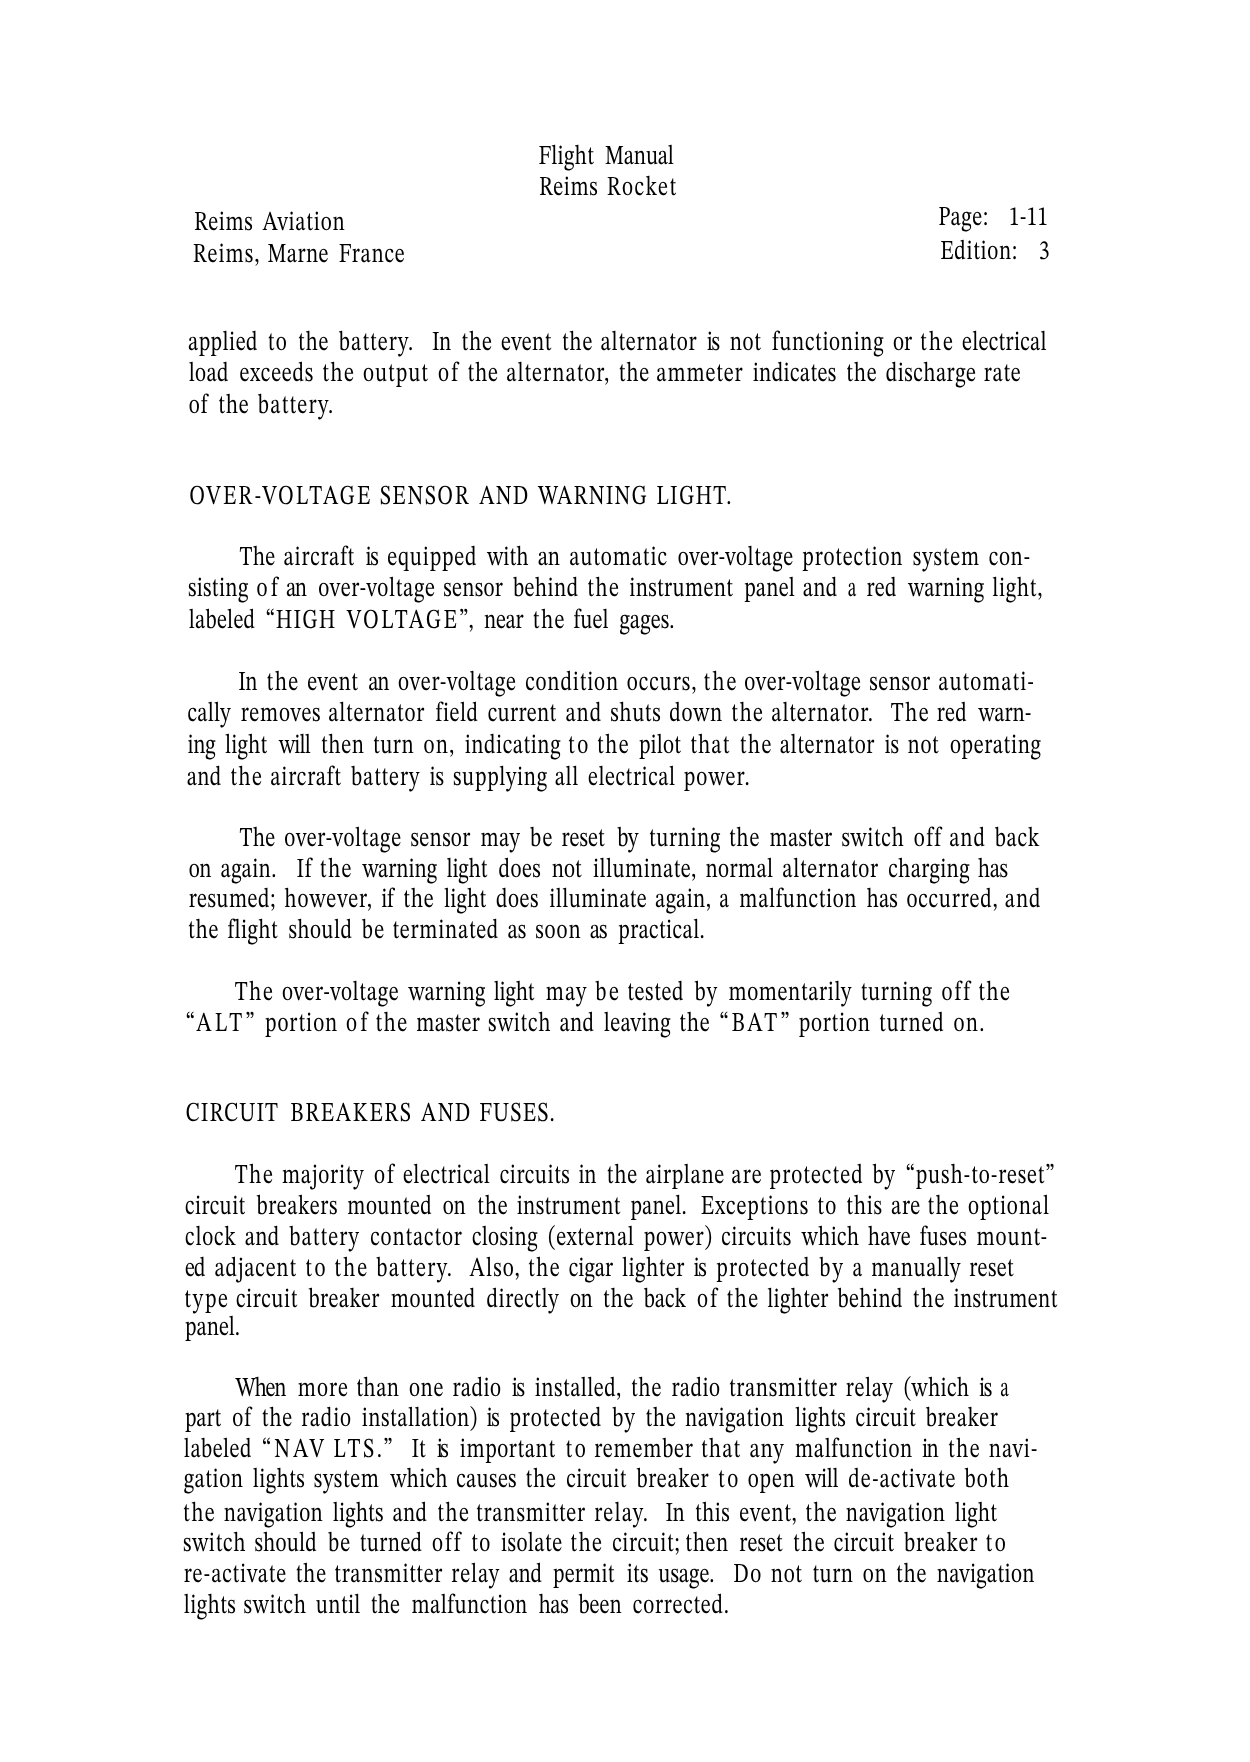 Flight Manual
Reims Rocket
Reims Aviation
Reims, Marne France
Page: 1-11
Edition: 3
applied to the battery. In the event the alternator is not functioning or the electrical
load exceeds the output of the alternator, the ammeter indicates the discharge rate
of the battery.
OVER-VOLTAGE SENSOR AND WARNING LIGHT.
The aircraft is equipped with an automatic over-voltage protection system con-
sisting of an over-voltage sensor behind the instrument panel and a red warning light,
labeled “HIGH VOLTAGE”, near the fuel gages.
In the event an over-voltage condition occurs, the over-voltage sensor automati-
cally removes alternator field current and shuts down the alternator. The red warn-
ing light will then turn on, indicating to the pilot that the alternator is not operating
and the aircraft battery is supplying all electrical power.
The over-voltage sensor may be reset by turning the master switch off and back
on again. If the warning light does not illuminate, normal alternator charging has
resumed; however, if the light does illuminate again, a malfunction has occurred, and
the flight should be terminated as soon as practical.
The over-voltage warning light may be tested by momentarily turning off the
“ALT” portion of the master switch and leaving the “BAT” portion turned on.
CIRCUIT BREAKERS AND FUSES.
The majority of electrical circuits in the airplane are protected by “push-to-reset”
circuit breakers mounted on the instrument panel. Exceptions to this are the optional
clock and battery contactor closing (external power) circuits which have fuses mount-
ed adjacent to the battery. Also, the cigar lighter is protected by a manually reset
type circuit breaker mounted directly on the back of the lighter behind the instrument
panel.
When more than one radio is installed, the radio transmitter relay (which is a
part of the radio installation) is protected by the navigation lights circuit breaker
labeled “NAV LTS.” It is important to remember that any malfunction in the navi-
gation lights system which causes the circuit breaker to open will de-activate both
the navigation lights and the transmitter relay. In this event, the navigation light
switch should be turned off to isolate the circuit; then reset the circuit breaker to
re-activate the transmitter relay and permit its usage. Do not turn on the navigation
lights switch until the malfunction has been corrected.